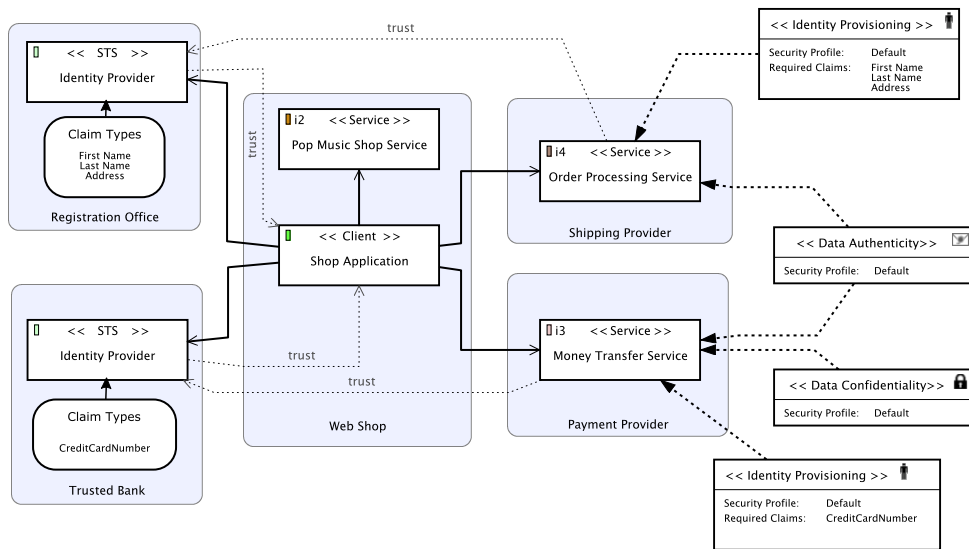 trust
<< Identity Provisioning >>
Security Profile: Default
Required Claims: First Name
Last Name
Address
<< STS >>
Identity Provider
Claim Types
First Name
Last Name
Address
Registration Office
trust
i2 <<Service>>
Pop Music Shop Service
<< Client >>
Shop Application
trust
trust
Web Shop
i4 <<Service>>
Order Processing Service
Shipping Provider
<< Data Authenticity>>
Security Profile: Default
<< STS >>
Identity Provider
Claim Types
CreditCardNumber
Trusted Bank
i3 <<Service>>
Money Transfer Service
Payment Provider
<< Data Confidentiality>>
Security Profile: Default
<< Identity Provisioning >>
Security Profile: Default
Required Claims: CreditCardNumber